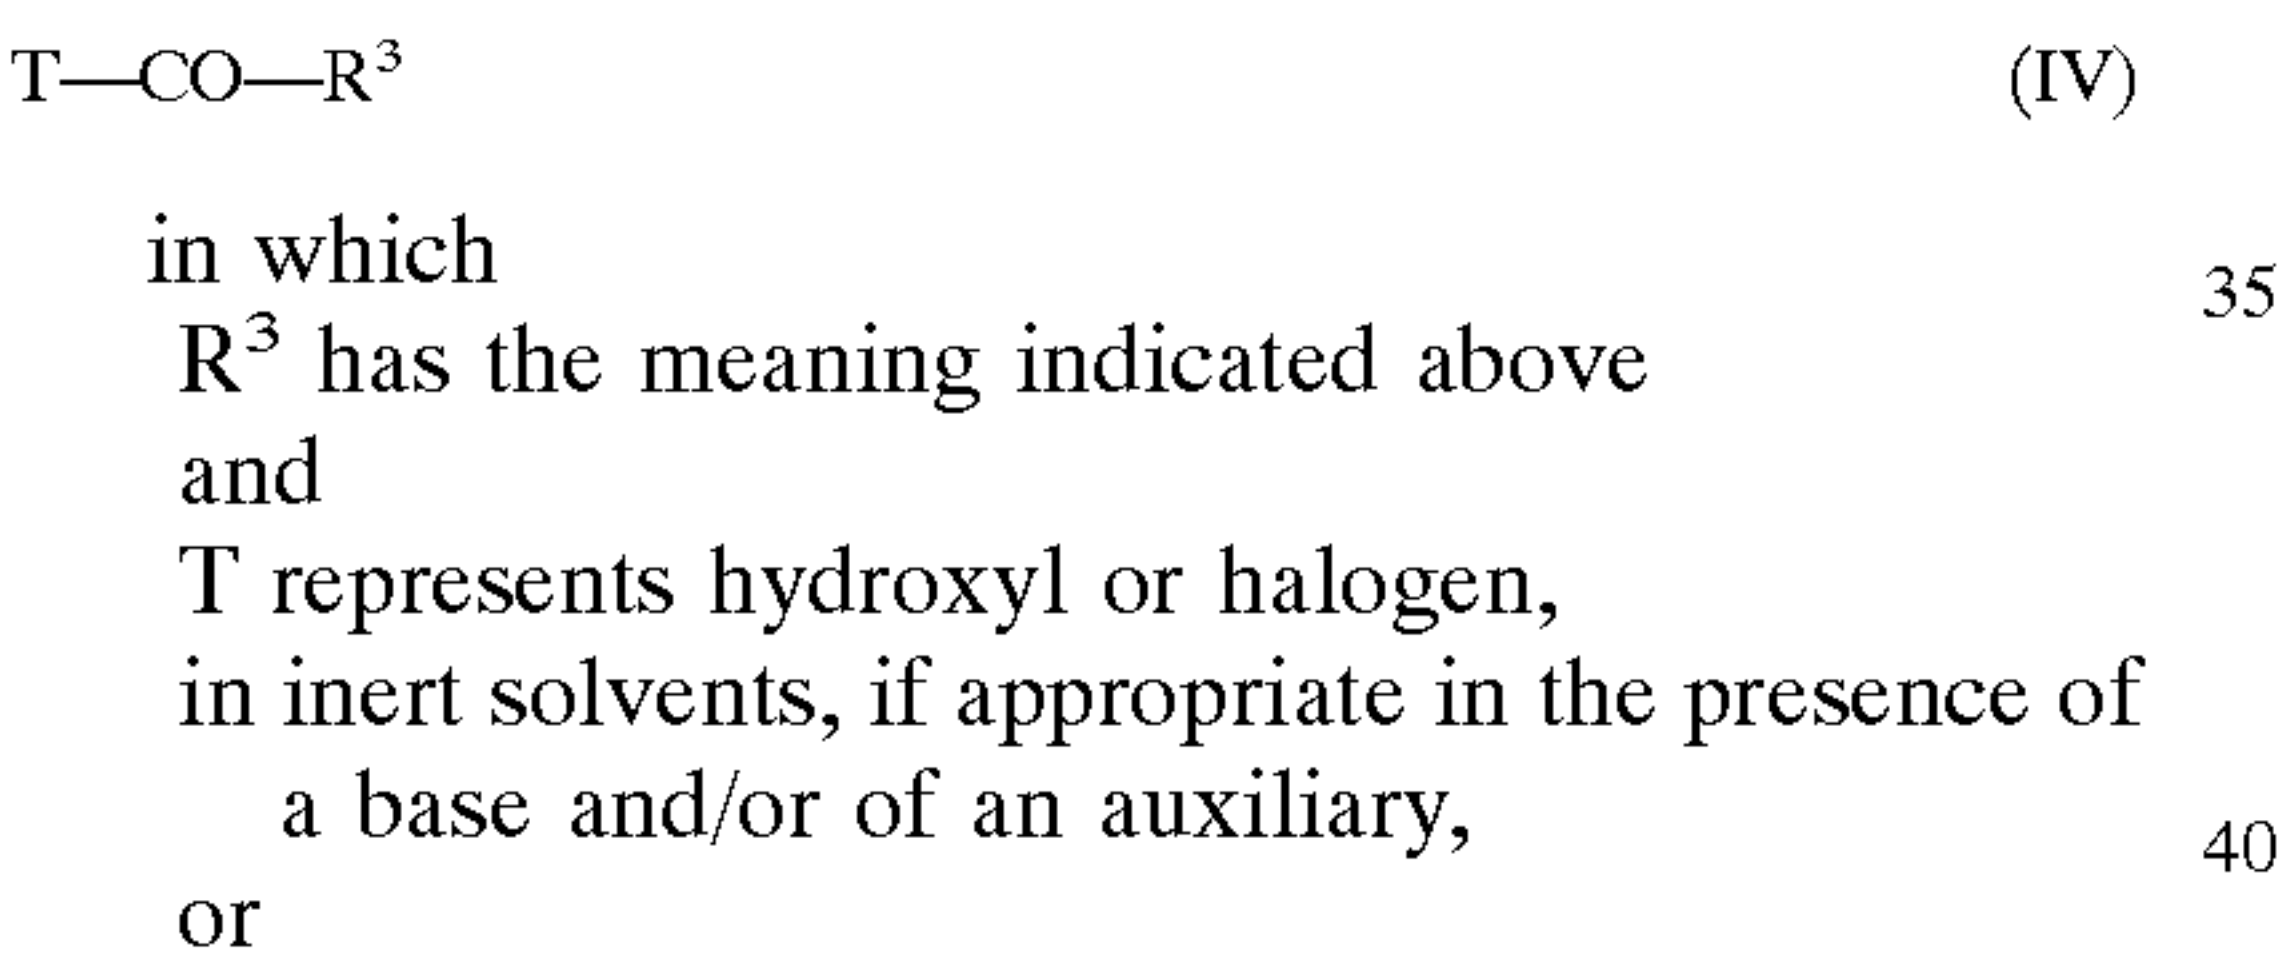 T—CO—R³ (IV)
in which
35
R³ has the meaning indicated above
and
T represents hydroxyl or halogen,
in inert solvents, if appropriate in the presence of
a base and/or of an auxiliary,
40
or